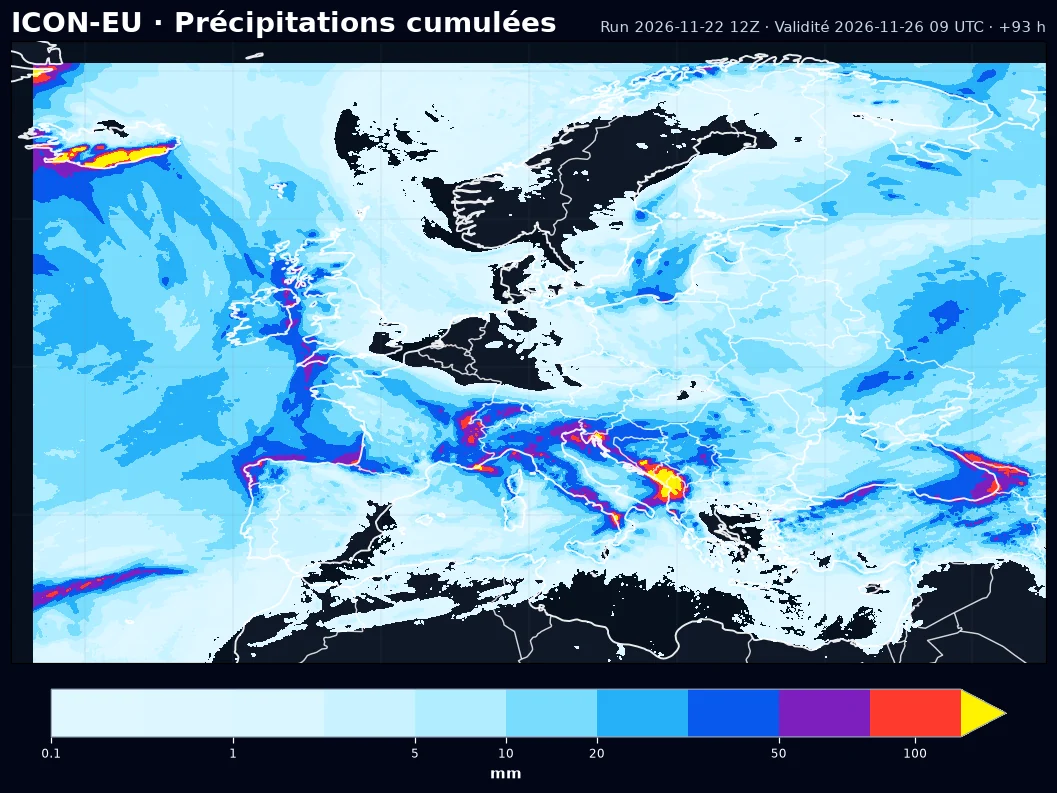 ICON-EU · Précipitations cumulées
Run 2026-11-22 12Z · Validité 2026-11-26 09 UTC · +93 h
0.1 1 5 10 20 50 100
mm